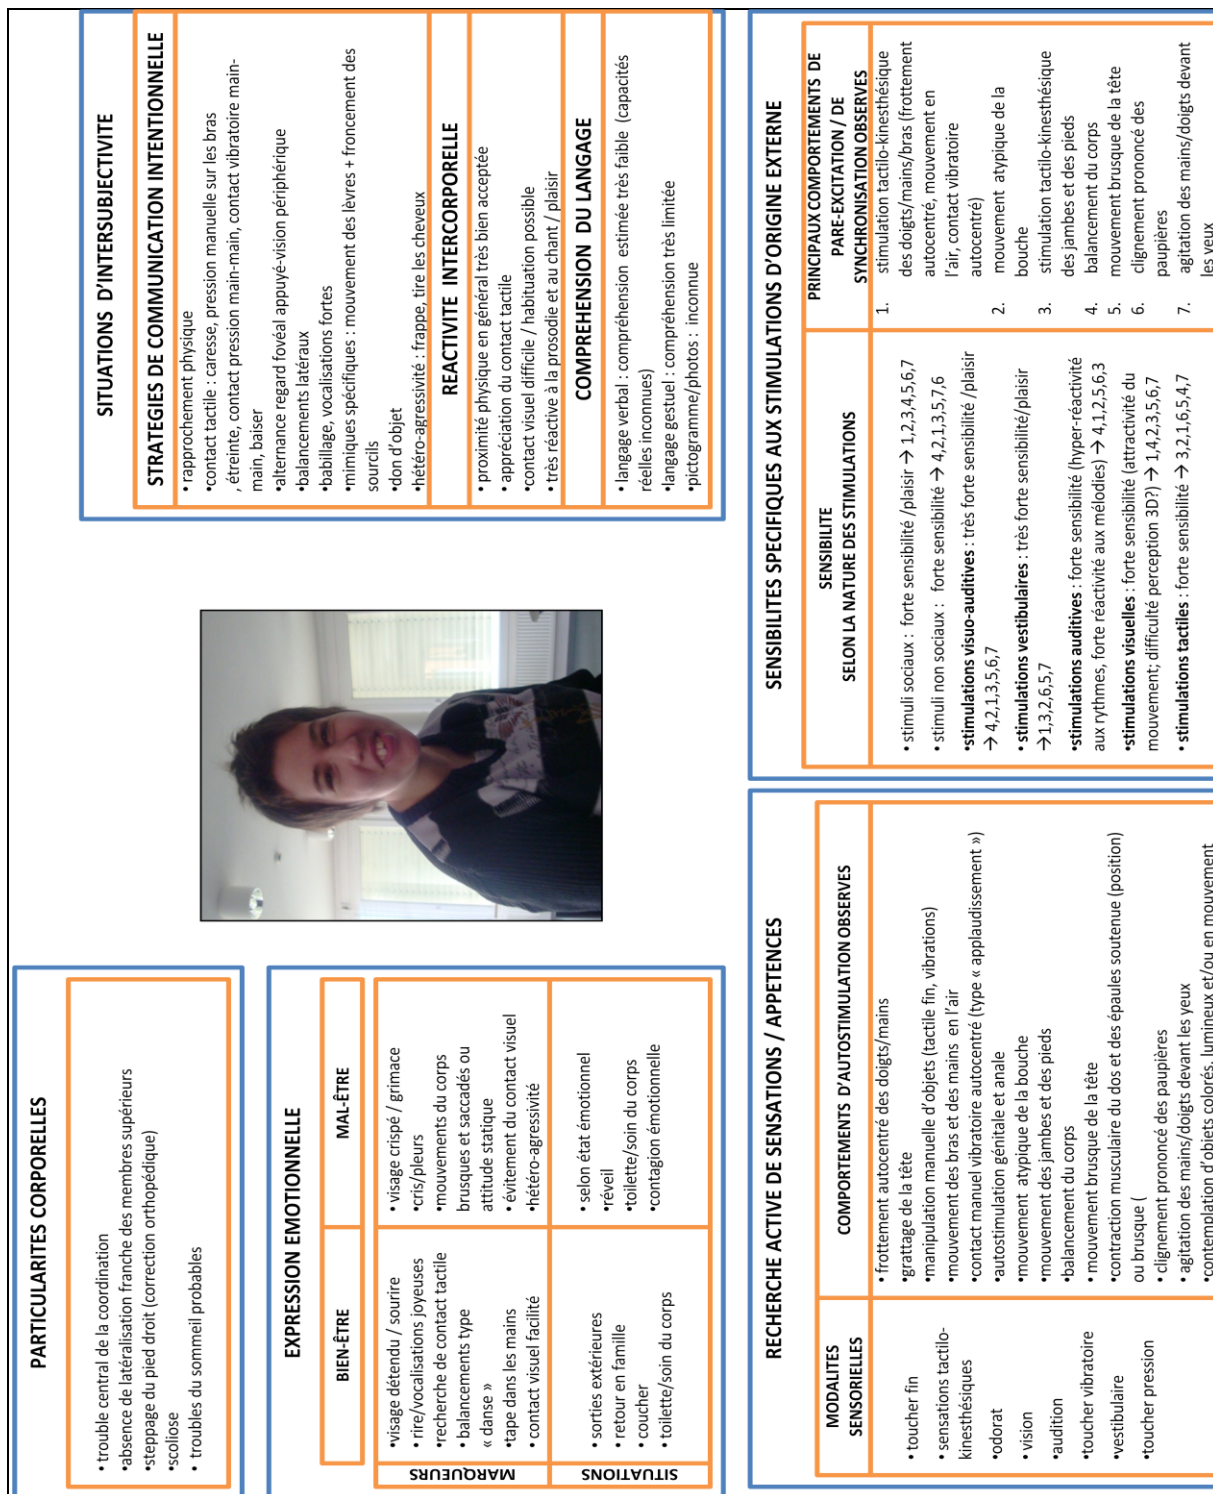 PARTICULARITES CORPORELLES
• trouble central de la coordination
•absence de latéralisation franche des membres supérieurs
•steppage du pied droit (correction orthopédique)
•scoliose
• troubles du sommeil probables
EXPRESSION EMOTIONNELLE
BIEN-ÊTRE
MAL-ÊTRE
MARQUEURS
•visage détendu / sourire
• rire/vocalisations joyeuses
•recherche de contact tactile
• balancements type
« danse »
•tape dans les mains
• contact visuel facilité
• visage crispé / grimace
•cris/pleurs
•mouvements du corps
brusques et saccadés ou
attitude statique
• évitement du contact visuel
•hétéro-agressivité
SITUATIONS
• sorties extérieures
• retour en famille
• coucher
•toilette/soin du corps
• selon état émotionnel
•réveil
•toilette/soin du corps
•contagion émotionnelle
SITUATIONS D'INTERSUBJECTIVITE
STRATEGIES DE COMMUNICATION INTENTIONNELLE
• rapprochement physique
•contact tactile : caresse, pression manuelle sur les bras
, étreinte, contact pression main-main, contact vibratoire main-
main, baiser
•alternance regard fovéal appuyé-vision périphérique
•balancements latéraux
•babillage, vocalisations fortes
•mimiques spécifiques : mouvement des lèvres + froncement des
sourcils
•don d'objet
•hétéro-agressivité : frappe, tire les cheveux
REACTIVITE INTERCORPORELLE
• proximité physique en général très bien acceptée
• appréciation du contact tactile
•contact visuel difficile / habituation possible
• très réactive à la prosodie et au chant / plaisir
COMPREHENSION DU LANGAGE
• langage verbal : compréhension estimée très faible (capacités
réelles inconnues)
•langage gestuel : compréhension très limitée
•pictogramme/photos : inconnue
RECHERCHE ACTIVE DE SENSATIONS / APPETENCES
MODALITES
SENSORIELLES
COMPORTEMENTS D'AUTOSTIMULATION OBSERVES
• toucher fin
• sensations tactilo-
kinesthésiques
•odorat
• vision
•audition
•toucher vibratoire
•vestibulaire
•toucher pression
• frottement autocentré des doigts/mains
•grattage de la tête
•manipulation manuelle d'objets (tactile fin, vibrations)
•mouvement des bras et des mains en l'air
•contact manuel vibratoire autocentré (type « applaudissement »)
•autostimulation génitale et anale
•mouvement atypique de la bouche
•mouvement des jambes et des pieds
•balancement du corps
• mouvement brusque de la tête
•contraction musculaire du dos et des épaules soutenue (position)
ou brusque (
• clignement prononcé des paupières
• agitation des mains/doigts devant les yeux
•contemplation d'objets colorés, lumineux et/ou en mouvement
SENSIBILITES SPECIFIQUES AUX STIMULATIONS D'ORIGINE EXTERNE
SENSIBILITE
SELON LA NATURE DES STIMULATIONS
PRINCIPAUX COMPORTEMENTS DE
PARE-EXCITATION / DE
SYNCHRONISATION OBSERVES
• stimuli sociaux : forte sensibilité /plaisir → 1,2,3,4,5,6,7
• stimuli non sociaux : forte sensibilité → 4,2,1,3,5,7,6
•stimulations visuo-auditives : très forte sensibilité /plaisir
→ 4,2,1,3,5,6,7
• stimulations vestibulaires : très forte sensibilité/plaisir
→1,3,2,6,5,7
•stimulations auditives : forte sensibilité (hyper-réactivité
aux rythmes, forte réactivité aux mélodies) → 4,1,2,5,6,3
•stimulations visuelles : forte sensibilité (attractivité du
mouvement; difficulté perception 3D?) → 1,4,2,3,5,6,7
• stimulations tactiles : forte sensibilité → 3,2,1,6,5,4,7
1. stimulation tactilo-kinesthésique
des doigts/mains/bras (frottement
autocentré, mouvement en
l'air, contact vibratoire
autocentré)
2. mouvement atypique de la
bouche
3. stimulation tactilo-kinesthésique
des jambes et des pieds
4. balancement du corps
5. mouvement brusque de la tête
6. clignement prononcé des
paupières
7. agitation des mains/doigts devant
les yeux